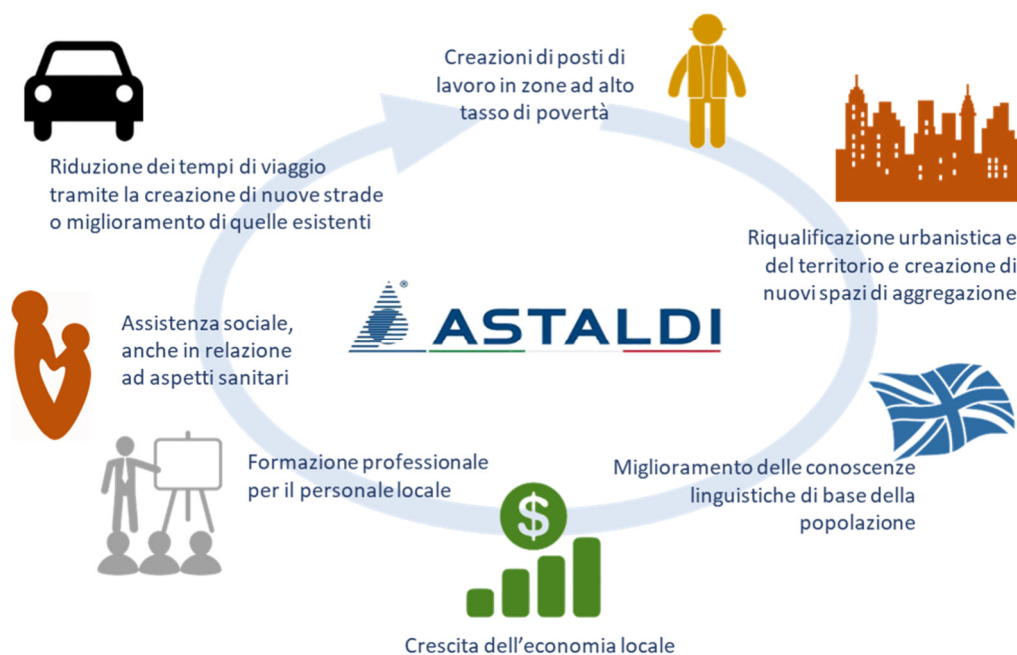 Creazioni di posti di
lavoro in zone ad alto
tasso di povertà
Riqualificazione urbanistica e
del territorio e creazione di
nuovi spazi di aggregazione
Miglioramento delle conoscenze
linguistiche di base della
popolazione
$
Crescita dell’economia locale
Formazione professionale
per il personale locale
Assistenza sociale,
anche in relazione
ad aspetti sanitari
Riduzione dei tempi di viaggio
tramite la creazione di nuove strade
o miglioramento di quelle esistenti
®
ASTALDI